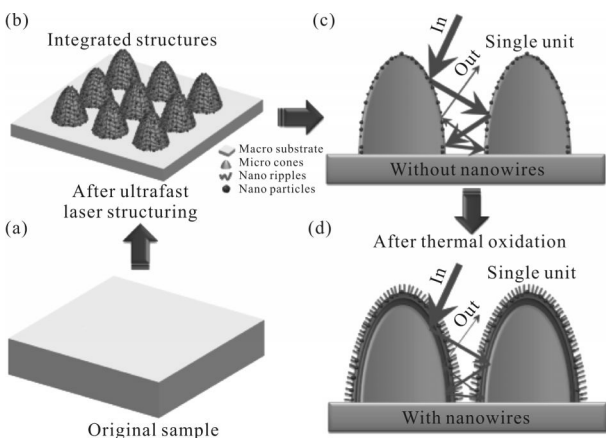 (b)
Integrated structures
Macro substrate
Micro cones
Nano ripples
Nano particles
After ultrafast
laser structuring
(a)
Original sample
(c)
In
Out
Single unit
Without nanowires
After thermal oxidation
(d)
In
Out
Single unit
With nanowires